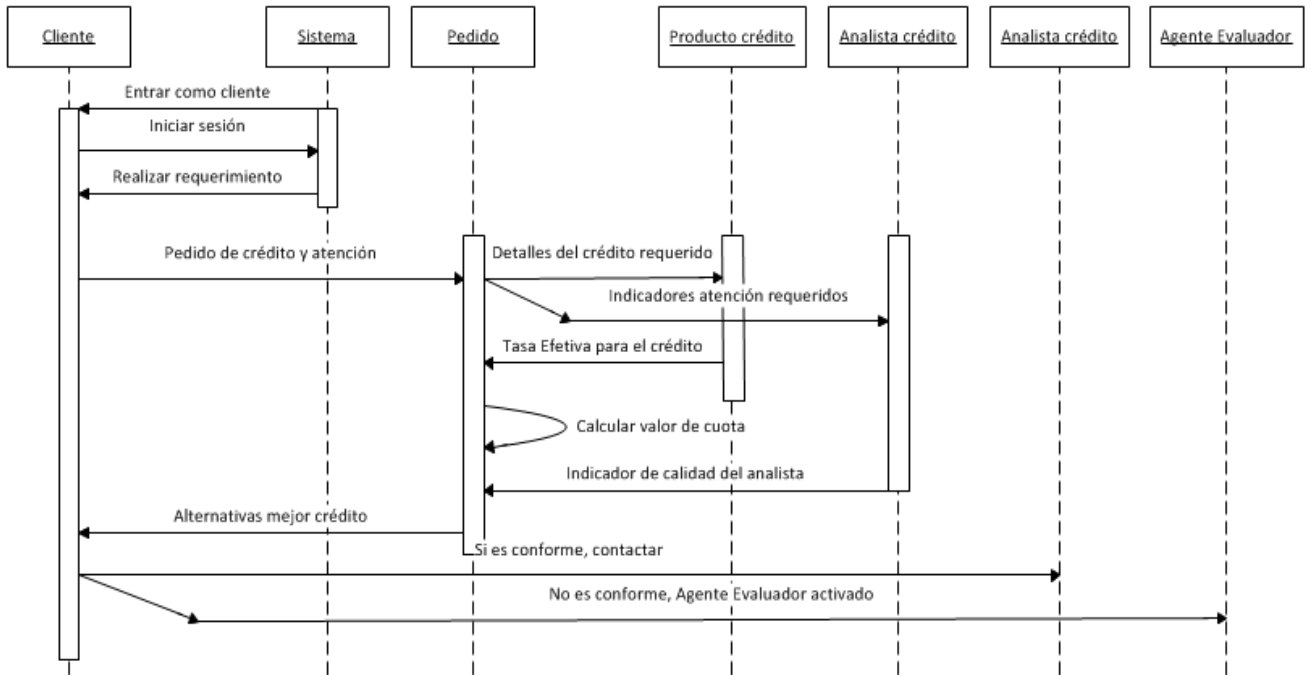 Cliente
Sistema
Pedido
Producto crédito
Analista crédito
Analista crédito
Agente Evaluador
Entrar como cliente
Iniciar sesión
Realizar requerimiento
Pedido de crédito y atención
Detalles del crédito requerido
Indicadores atención requeridos
Tasa Efetiva para el crédito
Calcular valor de cuota
Indicador de calidad del analista
Alternativas mejor crédito
Si es conforme, contactar
No es conforme, Agente Evaluador activado